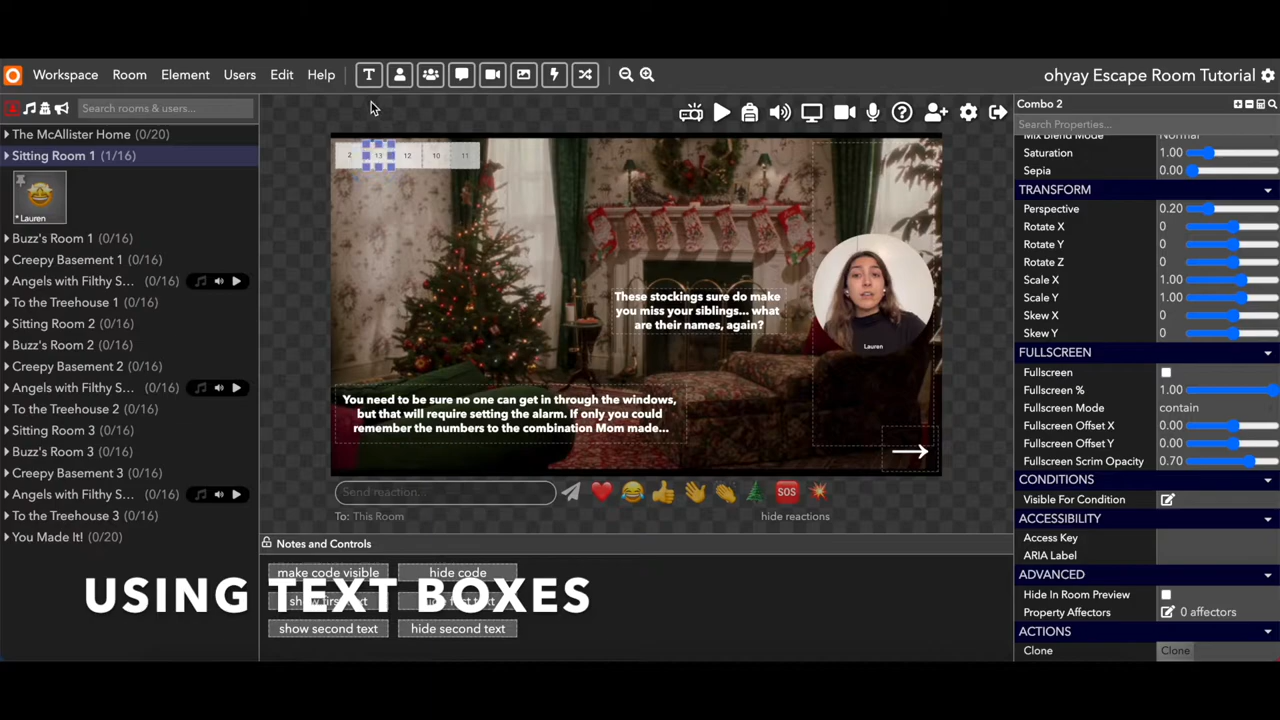 Workspace Room Element Users Edit Help T ohyay Escape Room Tutorial
Search rooms & users...
The McAllister Home (0/20)
Sitting Room 1 (1/16)
* Lauren
Buzz's Room 1 (0/16)
Creepy Basement 1 (0/16)
Angels with Filthy S... (0/16)
To the Treehouse 1 (0/16)
Sitting Room 2 (0/16)
Buzz's Room 2 (0/16)
Creepy Basement 2 (0/16)
Angels with Filthy S... (0/16)
To the Treehouse 2 (0/16)
Sitting Room 3 (0/16)
Buzz's Room 3 (0/16)
Creepy Basement 3 (0/16)
Angels with Filthy S... (0/16)
To the Treehouse 3 (0/16)
You Made It! (0/20)
2 13 12 10 11
These stockings sure do make
you miss your siblings... what
are their names, again?
Lauren
You need to be sure no one can get in through the windows,
but that will require setting the alarm. If only you could
remember the numbers to the combination Mom made...
Send reaction...
SOS
To: This Room
hide reactions
Notes and Controls
make code visible hide code
show second text hide second text
USING TEXT BOXES
Combo 2
Search Properties...
Mix Blend Mode Normal
Saturation 1.00
Sepia 0.00
TRANSFORM
Perspective 0.20
Rotate X 0
Rotate Y 0
Rotate Z 0
Scale X 1.00
Scale Y 1.00
Skew X 0
Skew Y 0
FULLSCREEN
Fullscreen
Fullscreen % 1.00
Fullscreen Mode contain
Fullscreen Offset X 0.00
Fullscreen Offset Y 0.00
Fullscreen Scrim Opacity 0.70
CONDITIONS
Visible For Condition
ACCESSIBILITY
Access Key
ARIA Label
ADVANCED
Hide In Room Preview
Property Affectors 0 affectors
ACTIONS
Clone Clone